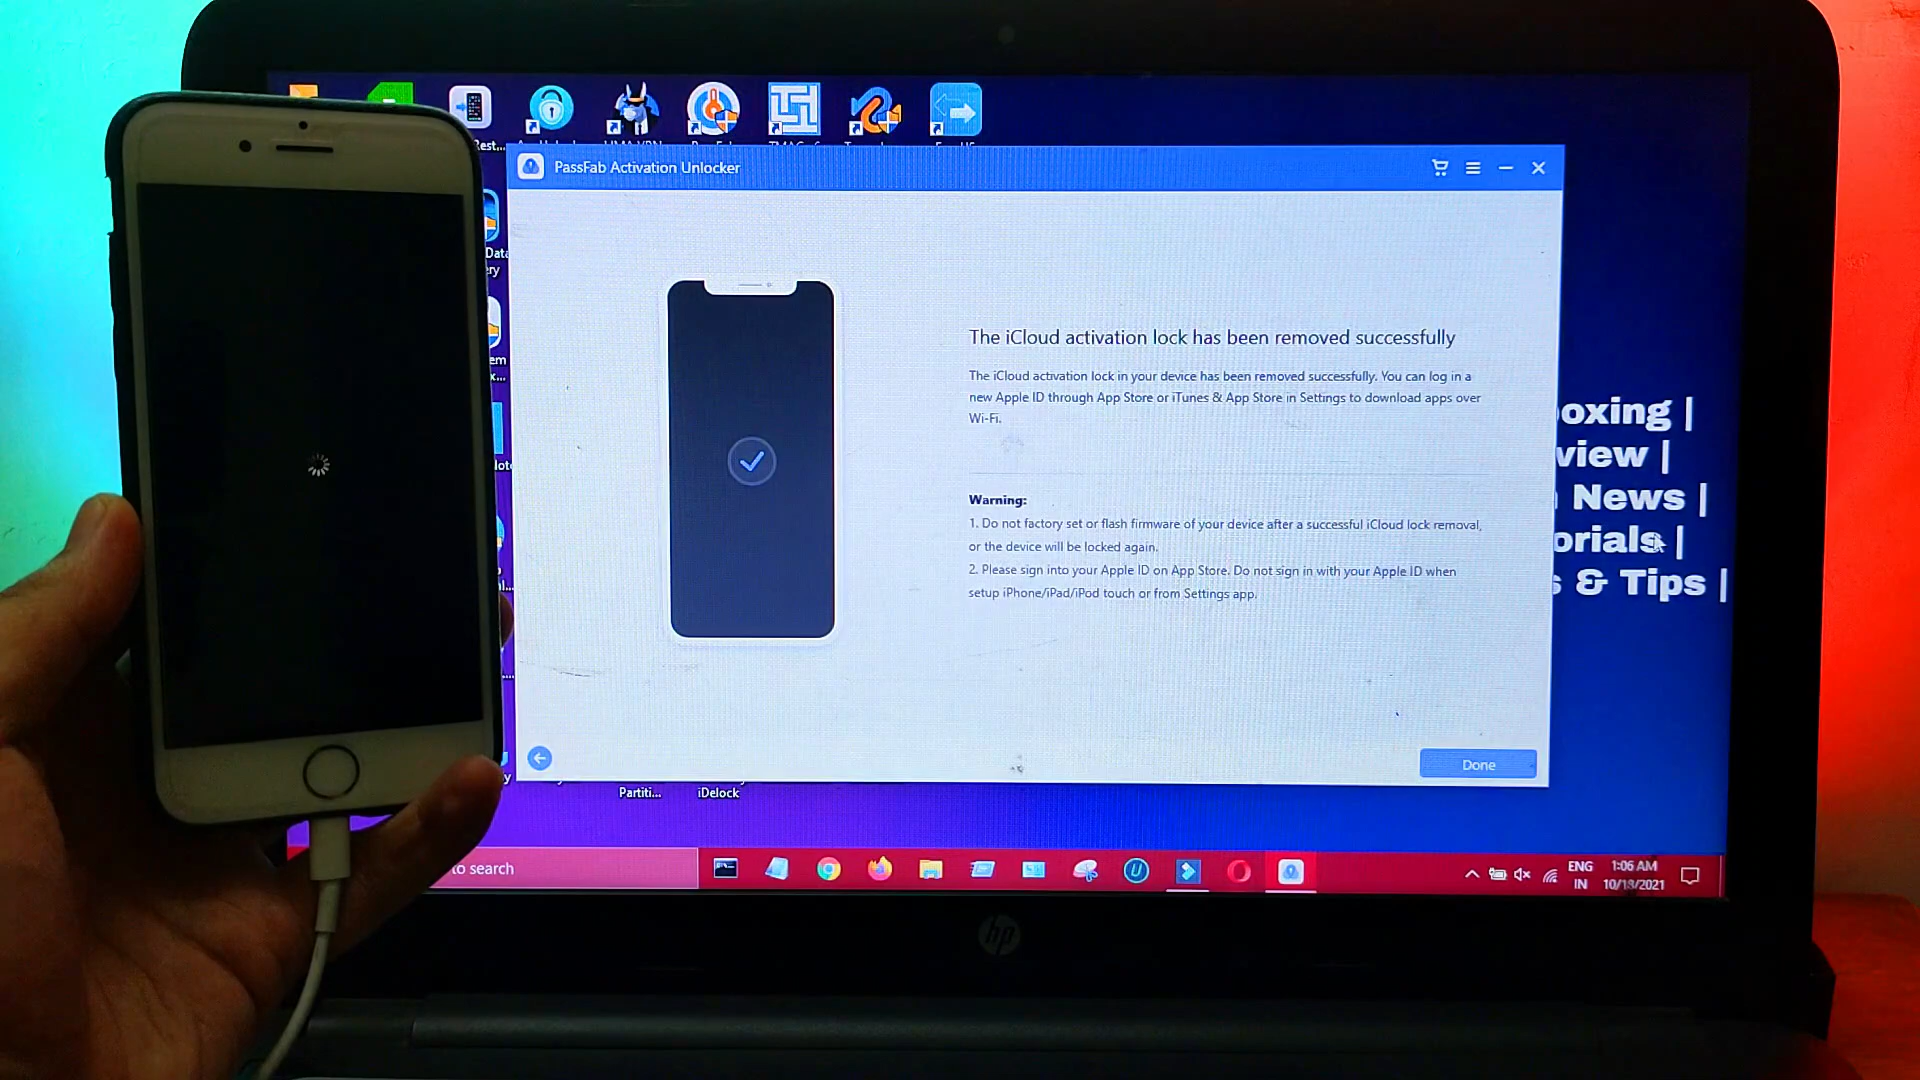 Rest...
PassFab Activation Unlocker
Data
The iCloud activation lock has been removed successfully
The iCloud activation lock in your device has been removed successfully. You can log in a
new Apple ID through App Store or iTunes & App Store in Settings to download apps over
Wi-Fi.
Warning:
1. Do not factory set or flash firmware of your device after a successful iCloud lock removal,
or the device will be locked again.
2. Please sign into your Apple ID on App Store. Do not sign in with your Apple ID when
setup iPhone/iPad/iPod touch or from Settings app.
Done
oxing |
view |
News |
orials |
s & Tips |
Partiti...
iDelock
to search
ENG
IN
1:06 AM
10/18/2021
hp